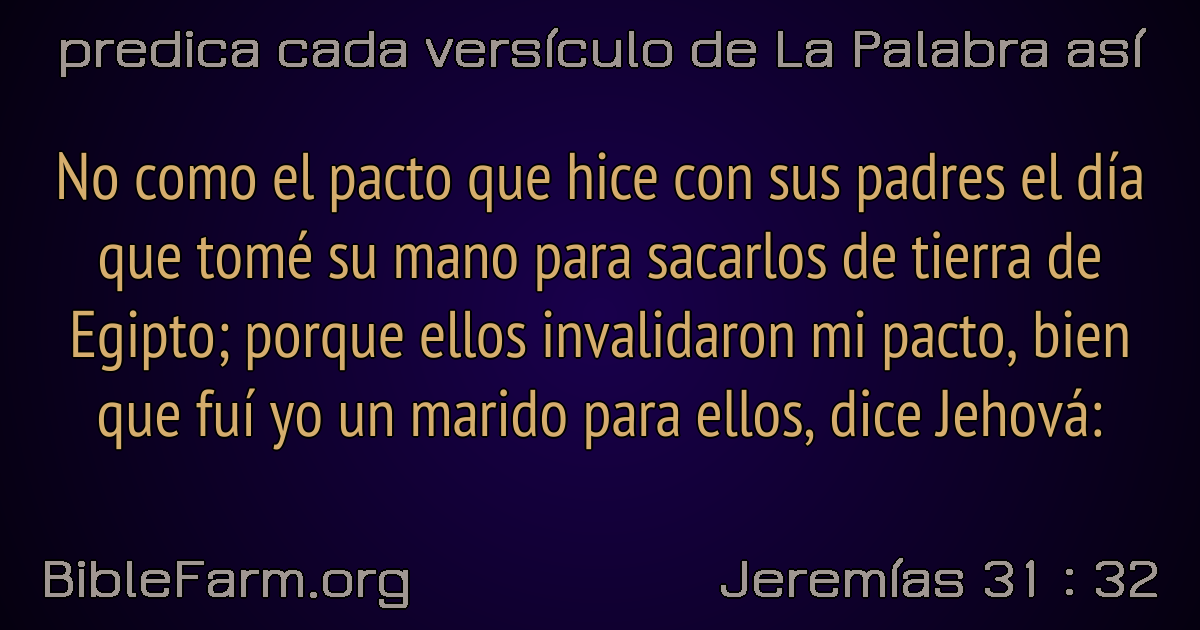 predica cada versículo de La Palabra así
No como el pacto que hice con sus padres el día
que tomé su mano para sacarlos de tierra de
Egipto; porque ellos invalidaron mi pacto, bien
que fuí yo un marido para ellos, dice Jehová:
BibleFarm.org
Jeremías 31 : 32